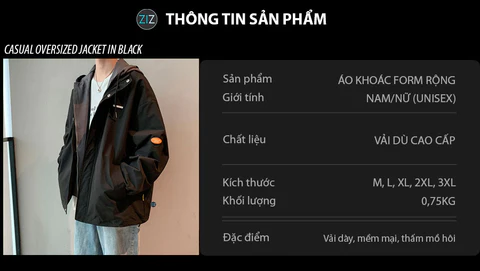 ZIZ THÔNG TIN SẢN PHẨM
CASUAL OVERSIZED JACKET IN BLACK
Sản phẩm ÁO KHOÁC FORM RỘNG
Giới tính NAM/NỮ (UNISEX)
Chất liệu VẢI DÙ CAO CẤP
Kích thước M, L, XL, 2XL, 3XL
Khối lượng 0,75KG
Đặc điểm Vải dày, mềm mại, thấm mồ hôi